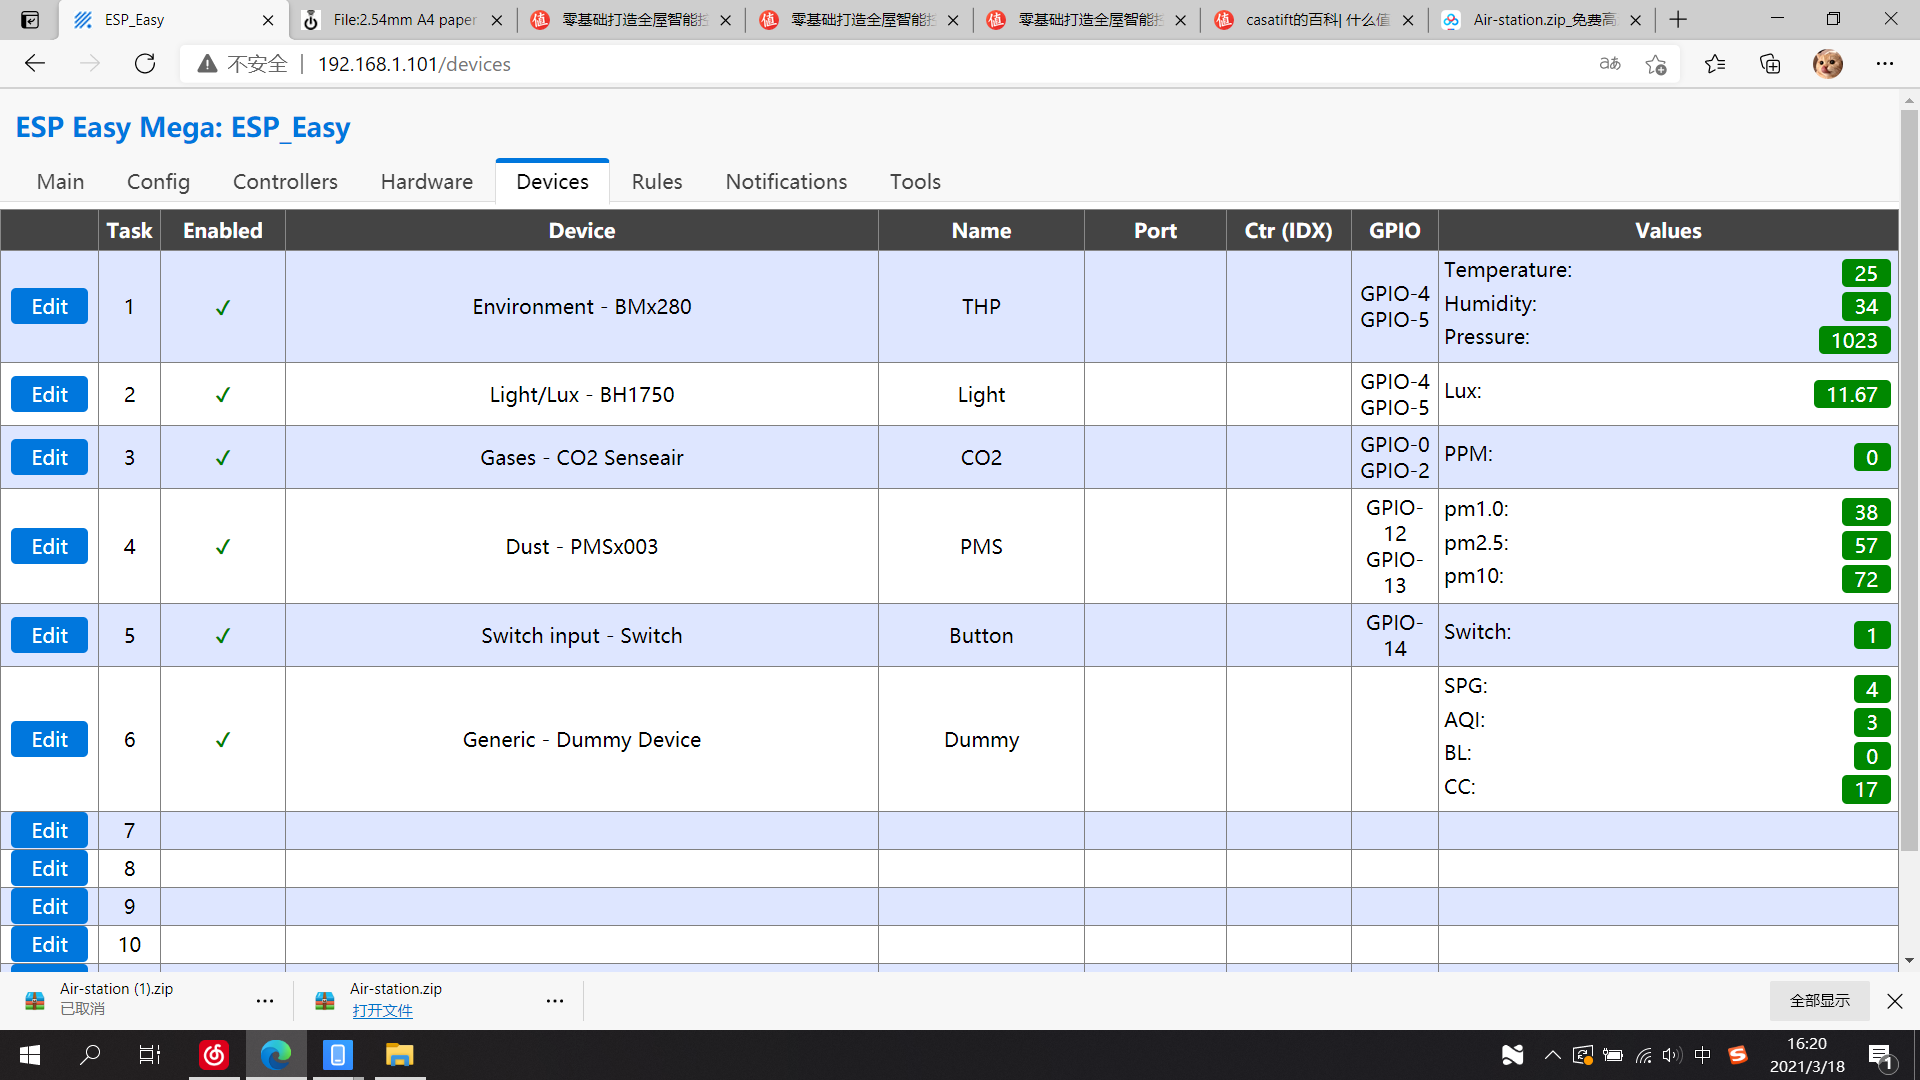 ESP_Easy
File:2.54mm A4 paper
零基础打造全屋智能控
零基础打造全屋智能控
零基础打造全屋智能控
casatift的百科| 什么值
Air-station.zip_免费高
不安全 | 192.168.1.101/devices
ESP Easy Mega: ESP_Easy
Main Config Controllers Hardware Devices Rules Notifications Tools
Task Enabled Device Name Port Ctr (IDX) GPIO Values
Edit 1 ✓ Environment - BMx280 THP GPIO-4
GPIO-5
Temperature: 25
Humidity: 34
Pressure: 1023
Edit 2 ✓ Light/Lux - BH1750 Light GPIO-4
GPIO-5
Lux: 11.67
Edit 3 ✓ Gases - CO2 Senseair CO2 GPIO-0
GPIO-2
PPM: 0
Edit 4 ✓ Dust - PMSx003 PMS GPIO-
12
GPIO-
13
pm1.0: 38
pm2.5: 57
pm10: 72
Edit 5 ✓ Switch input - Switch Button GPIO-
14
Switch: 1
Edit 6 ✓ Generic - Dummy Device Dummy
SPG: 4
AQI: 3
BL: 0
CC: 17
Edit 7
Edit 8
Edit 9
Edit 10
Air-station (1).zip
已取消
Air-station.zip
打开文件
全部显示
中
16:20
2021/3/18
1